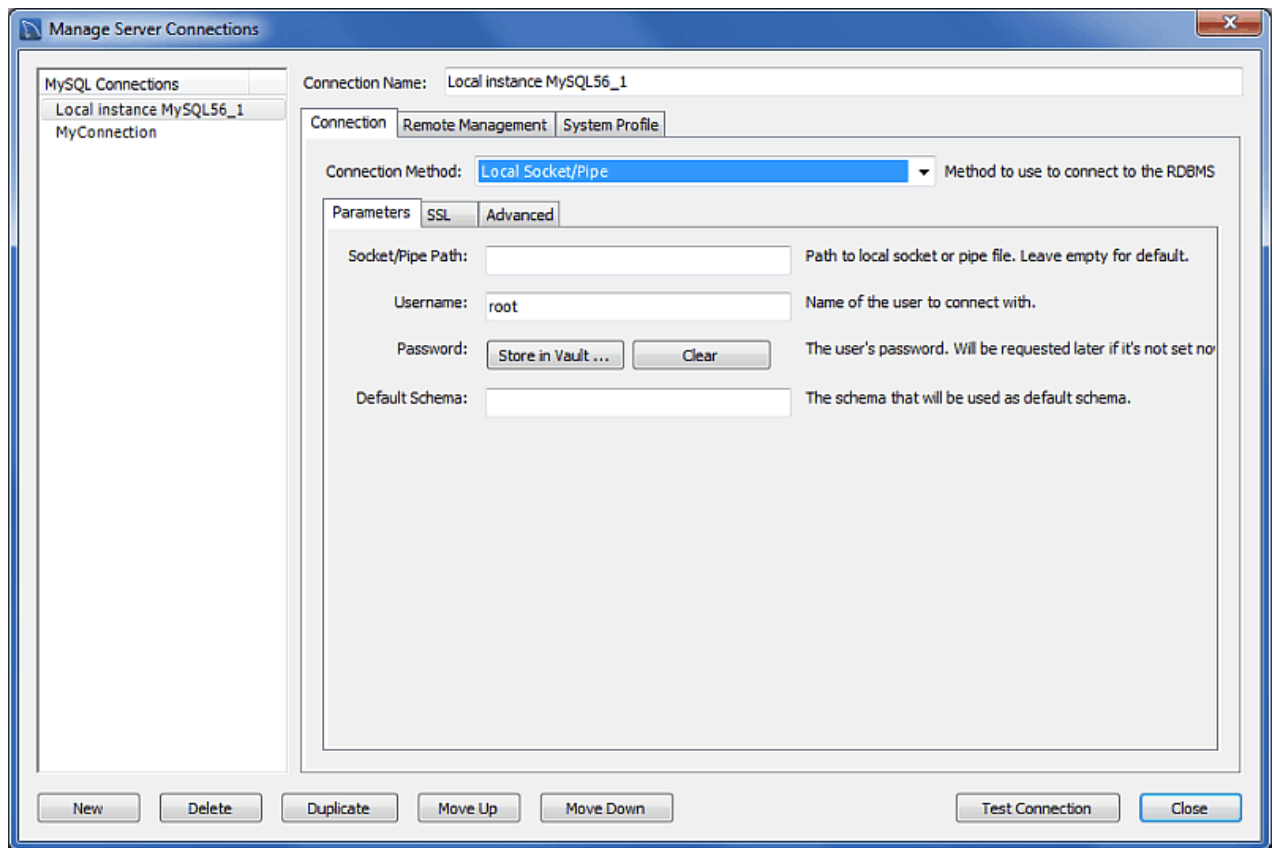 Manage Server Connections
MySQL Connections
Local instance MySQL56_1
MyConnection
Connection Name: Local instance MySQL56_1
Connection Remote Management System Profile
Connection Method: Local Socket/Pipe Method to use to connect to the RDBMS
Parameters SSL Advanced
Socket/Pipe Path: Path to local socket or pipe file. Leave empty for default.
Username: root Name of the user to connect with.
Password: Store in Vault ... Clear The user's password. Will be requested later if it's not set
Default Schema: The schema that will be used as default schema.
New Delete Duplicate Move Up Move Down Test Connection Close